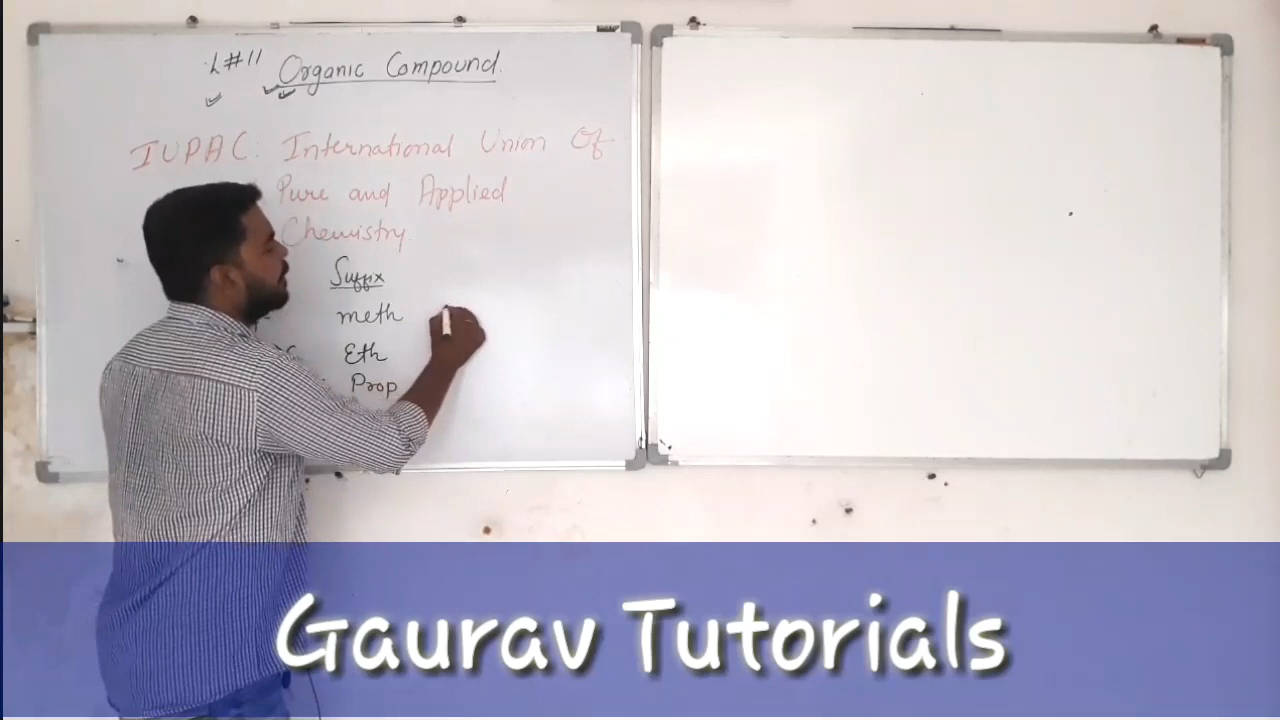 L#11 Organic Compound.
IUPAC: International Union Of
Pure and Applied
Chemistry.
Suffix
meth
Eth
Prop
Gaurav Tutorials